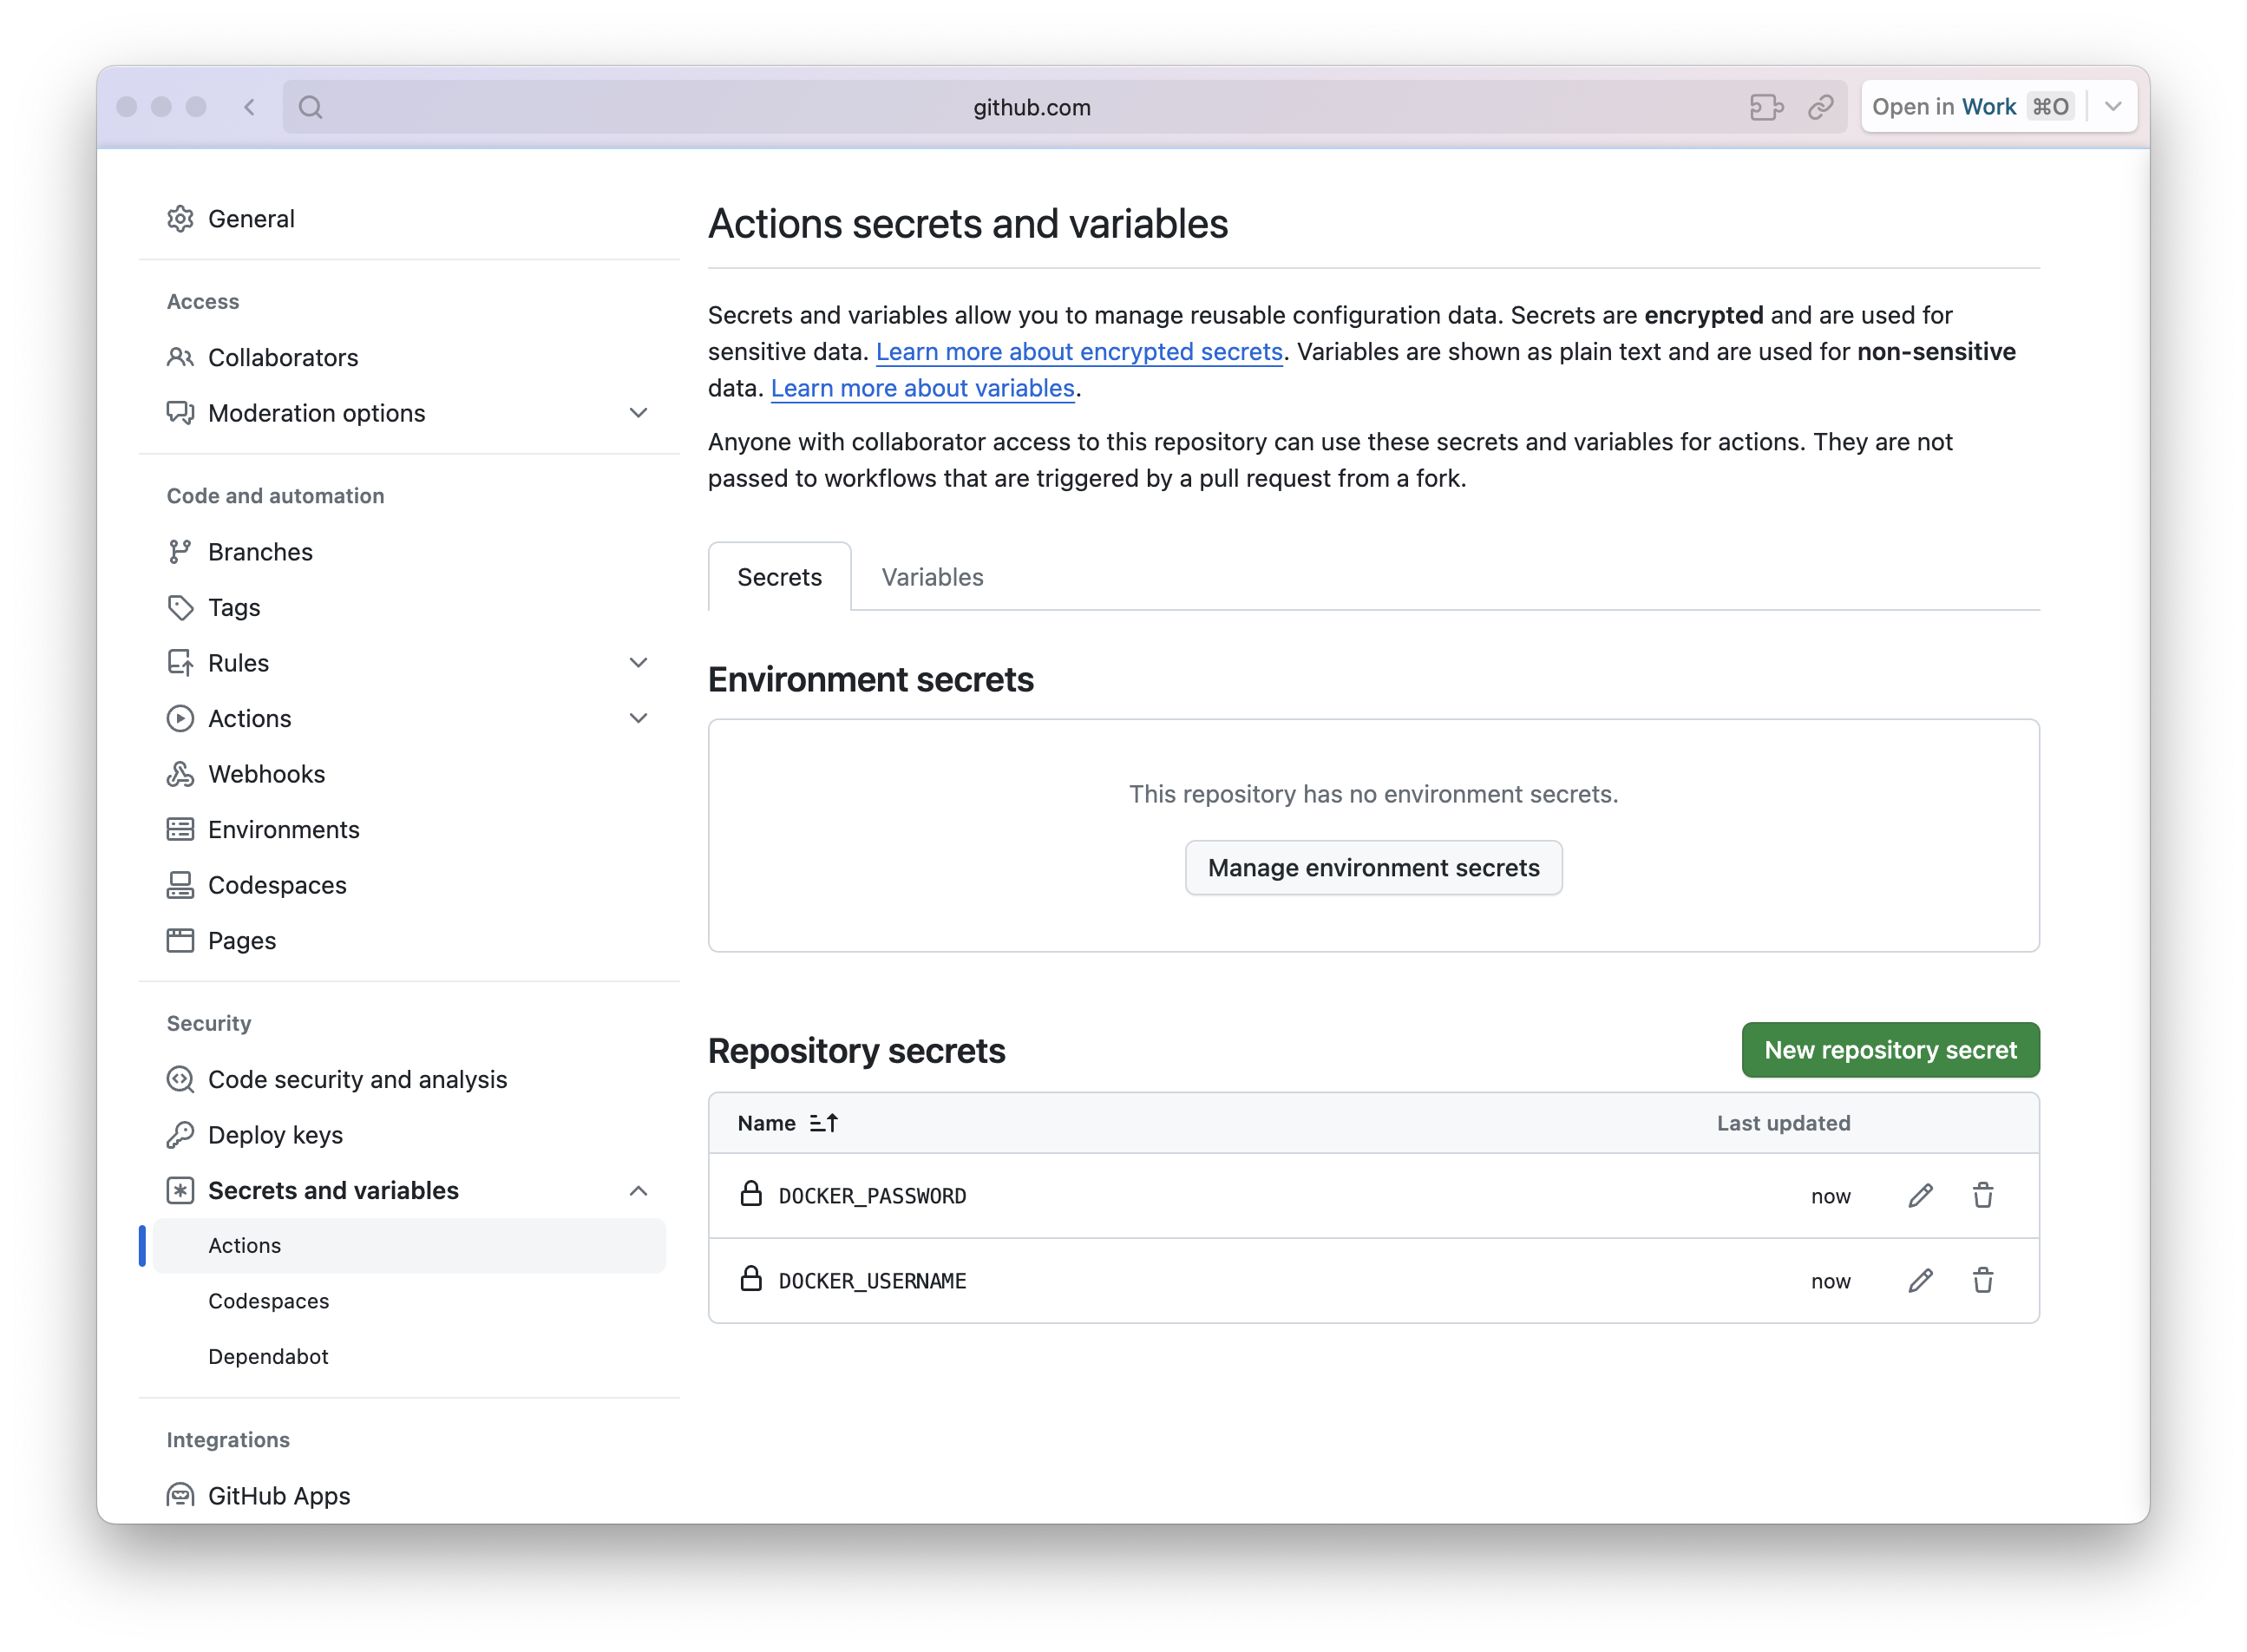 github.com
Open in Work ⌘O
General
Access
Collaborators
Moderation options
Code and automation
Branches
Tags
Rules
Actions
Webhooks
Environments
Codespaces
Pages
Security
Code security and analysis
Deploy keys
Secrets and variables
Actions
Codespaces
Dependabot
Integrations
GitHub Apps
Actions secrets and variables
Secrets and variables allow you to manage reusable configuration data. Secrets are encrypted and are used for
sensitive data. Learn more about encrypted secrets. Variables are shown as plain text and are used for non-sensitive
data. Learn more about variables.
Anyone with collaborator access to this repository can use these secrets and variables for actions. They are not
passed to workflows that are triggered by a pull request from a fork.
Secrets Variables
Environment secrets
This repository has no environment secrets.
Manage environment secrets
Repository secrets New repository secret
Name Last updated
DOCKER_PASSWORD now
DOCKER_USERNAME now